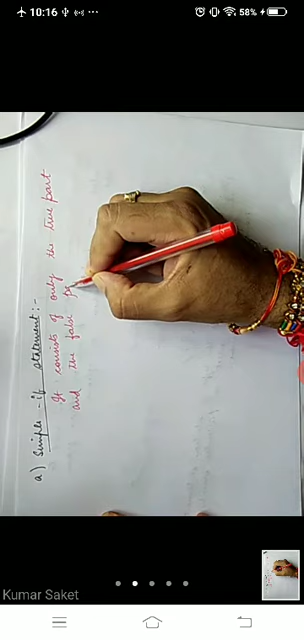 10:16
58%
a) Simple-if statement:-
It consists of only the true part
and the false
Kumar Saket